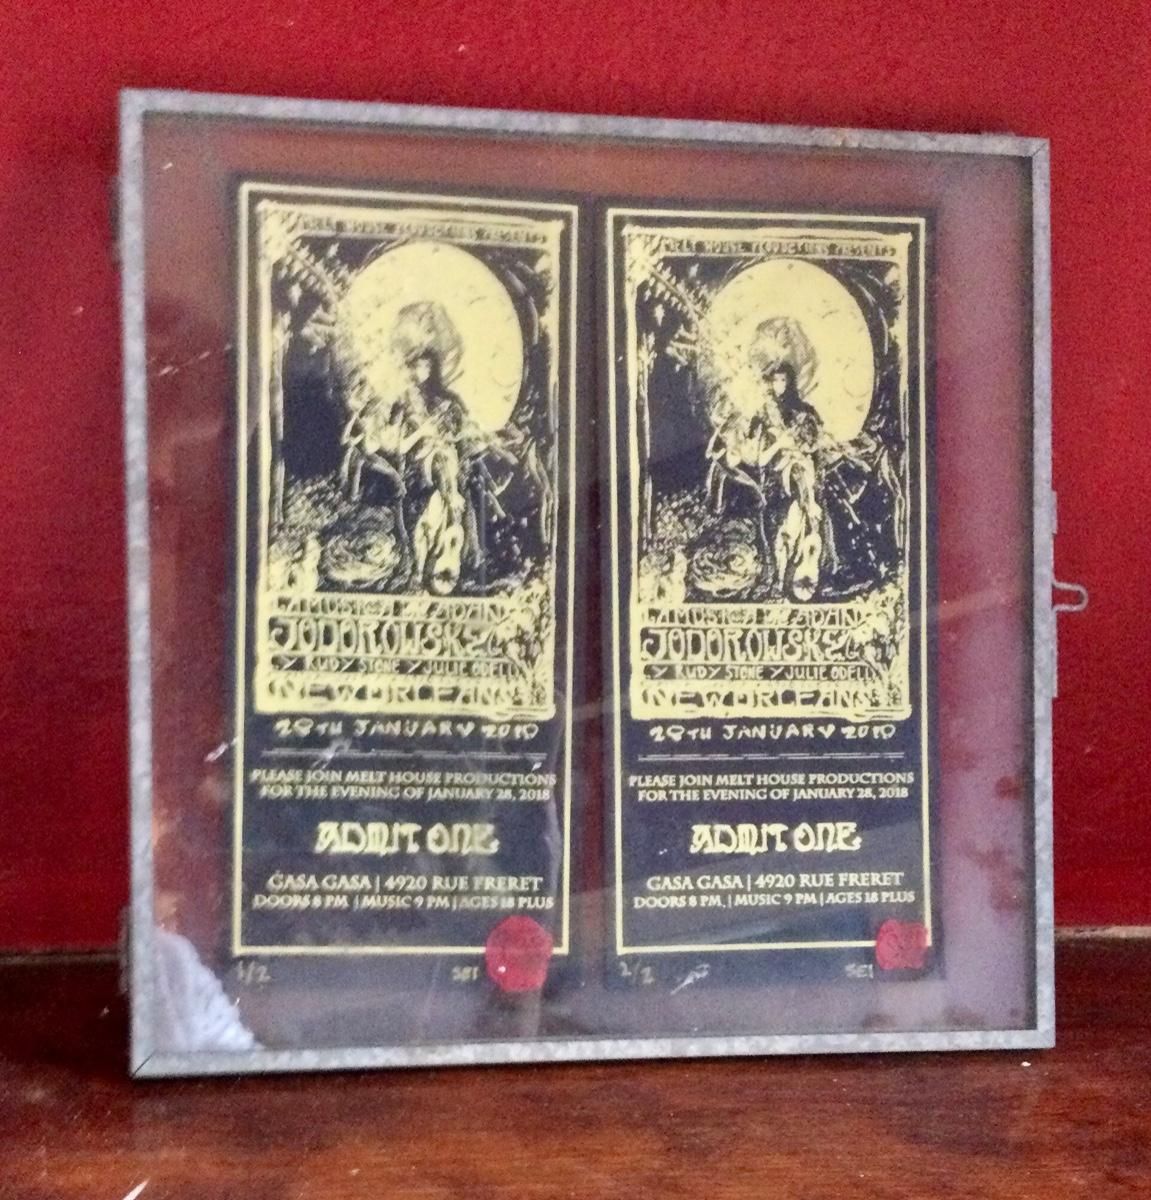 MELT HOUSE PRODUCTIONS PRESENTS
LA MUSICA DE ADAN
JODOROWSKY
Y RUDY STONE Y JULIE ODELL
NEW ORLEANS
28TH JANUARY 2018
PLEASE JOIN MELT HOUSE PRODUCTIONS
FOR THE EVENING OF JANUARY 28, 2018
ADMIT ONE
GASA GASA | 4920 RUE FRERET
DOORS 8 PM | MUSIC 9 PM | AGES 18 PLUS
1/2
MELT HOUSE PRODUCTIONS PRESENTS
LA MUSICA DE ADAN
JODOROWSKY
Y RUDY STONE Y JULIE ODELL
NEW ORLEANS
28TH JANUARY 2018
PLEASE JOIN MELT HOUSE PRODUCTIONS
FOR THE EVENING OF JANUARY 28, 2018
ADMIT ONE
GASA GASA | 4920 RUE FRERET
DOORS 8 PM. | MUSIC 9 PM | AGES 18 PLUS
2/2